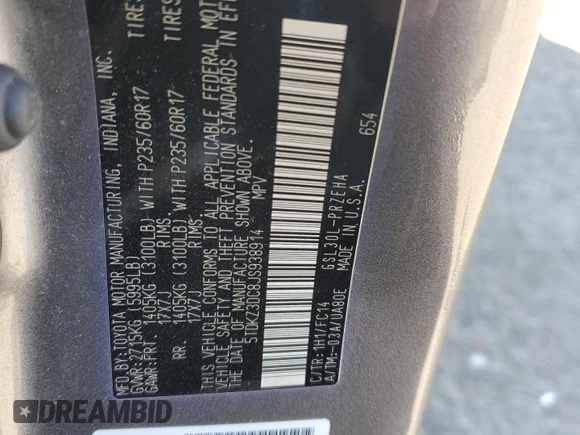 MFD.BY:TOYOTA MOTOR MANUFACTURING, INDIANA, INC.
GVWR:2715KG (5995LB) TIRES
GAWR:FRT. 1405KG (3100LB) WITH P235/60R17
17X7J RIMS,
RR. 1405KG (3100LB) WITH P235/60R17 TIRES
17X7J RIMS,
THIS VEHICLE CONFORMS TO ALL APPLICABLE FEDERAL MOT
SAFETY AND THEFT PREVENTION STANDARDS IN EF
THE DATE OF MANUFACTURE SHOWN ABOVE.
5TDKZ3DC8JS938914 MPV
C/TR:1H1/FC14 654
A/TM:-03A/UA80E GSL30L-PRZEHA
MADE IN U.S.A.
DREAMBID